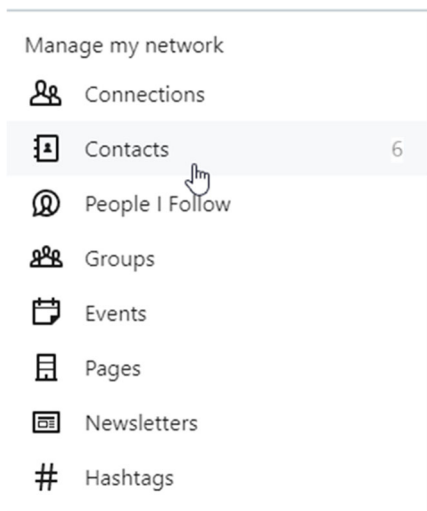 Manage my network
Connections
Contacts 6
People I Follow
Groups
Events
Pages
Newsletters
# Hashtags